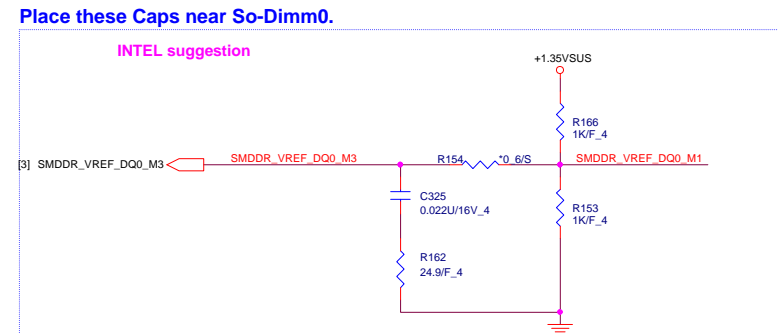 Place these Caps near So-Dimm0.
INTEL suggestion
+1.35VSUS
R166
1K/F_4
[3] SMDDR_VREF_DQ0_M3
SMDDR_VREF_DQ0_M3
R154
*0_6/S
SMDDR_VREF_DQ0_M1
C325
0.022U/16V_4
R153
1K/F_4
R162
24.9/F_4